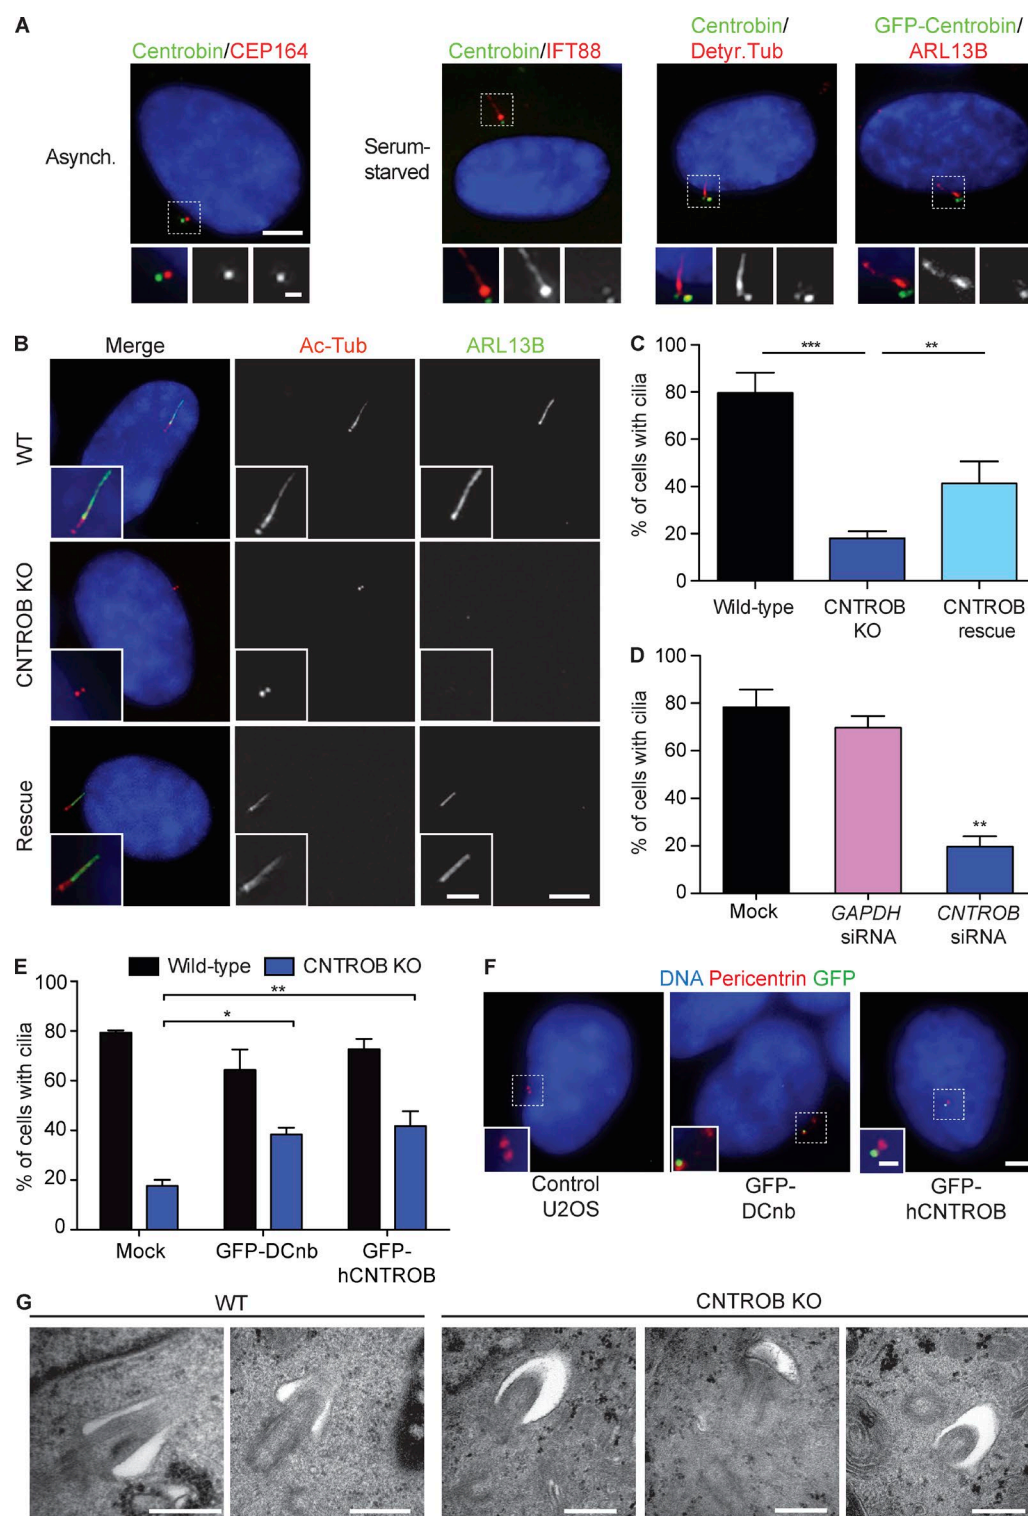 A
Centrobin/CEP164
Centrobin/IFT88
Centrobin/
Detyr.Tub
GFP-Centrobin/
ARL13B
Asynch.
Serum-
starved
B
Merge
Ac-Tub
ARL13B
WT
CNTROB KO
Rescue
C
% of cells with cilia
100
80
60
40
20
0
***
**
Wild-type
CNTROB
KO
CNTROB
rescue
D
% of cells with cilia
100
80
60
40
20
0
**
Mock
GAPDH
siRNA
CNTROB
siRNA
E
Wild-type
CNTROB KO
% of cells with cilia
100
80
60
40
20
0
**
*
Mock
GFP-DCnb
GFP-
hCNTROB
F
DNA Pericentrin GFP
Control
U2OS
GFP-
DCnb
GFP-
hCNTROB
G
WT
CNTROB KO